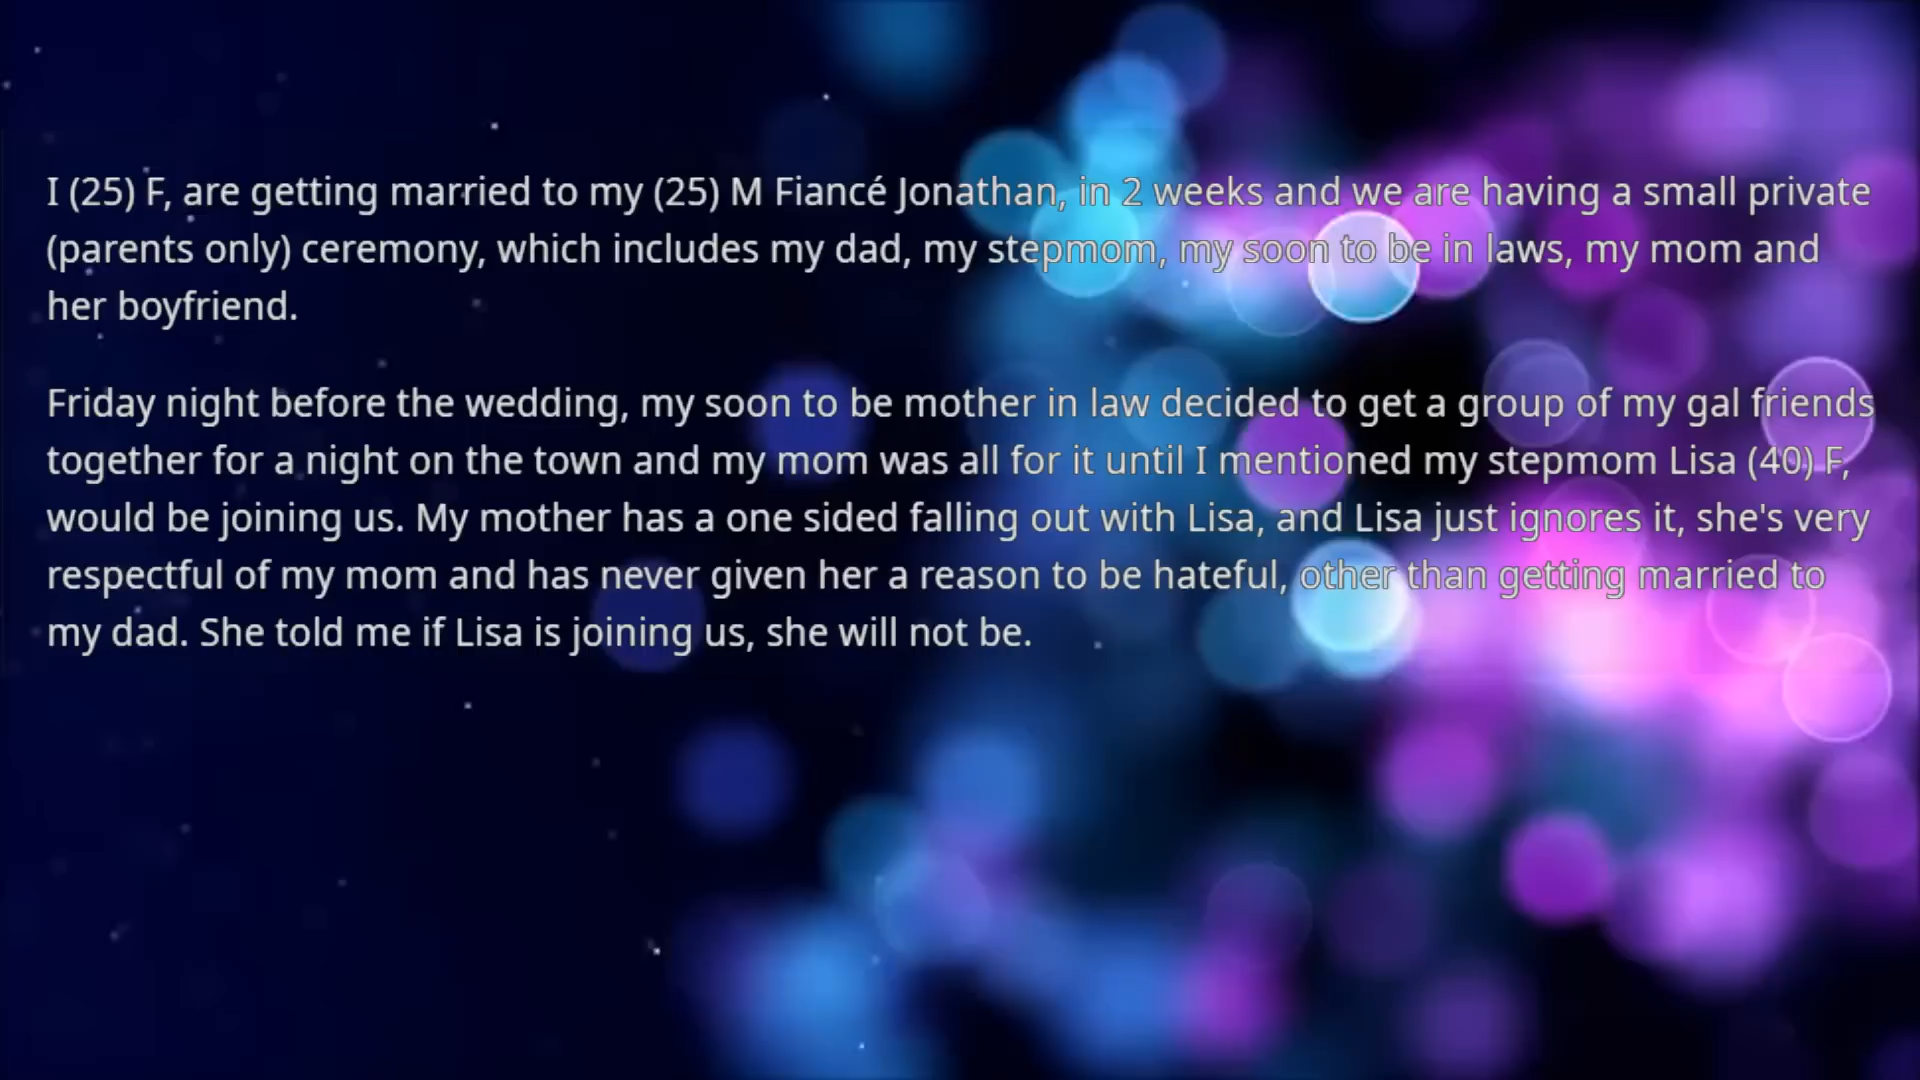 I (25) F, are getting married to my (25) M Fiancé Jonathan, in 2 weeks and we are having a small private
(parents only) ceremony, which includes my dad, my stepmom, my soon to be in laws, my mom and
her boyfriend.
Friday night before the wedding, my soon to be mother in law decided to get a group of my gal friends
together for a night on the town and my mom was all for it until I mentioned my stepmom Lisa (40) F,
would be joining us. My mother has a one sided falling out with Lisa, and Lisa just ignores it, she's very
respectful of my mom and has never given her a reason to be hateful, other than getting married to
my dad. She told me if Lisa is joining us, she will not be.